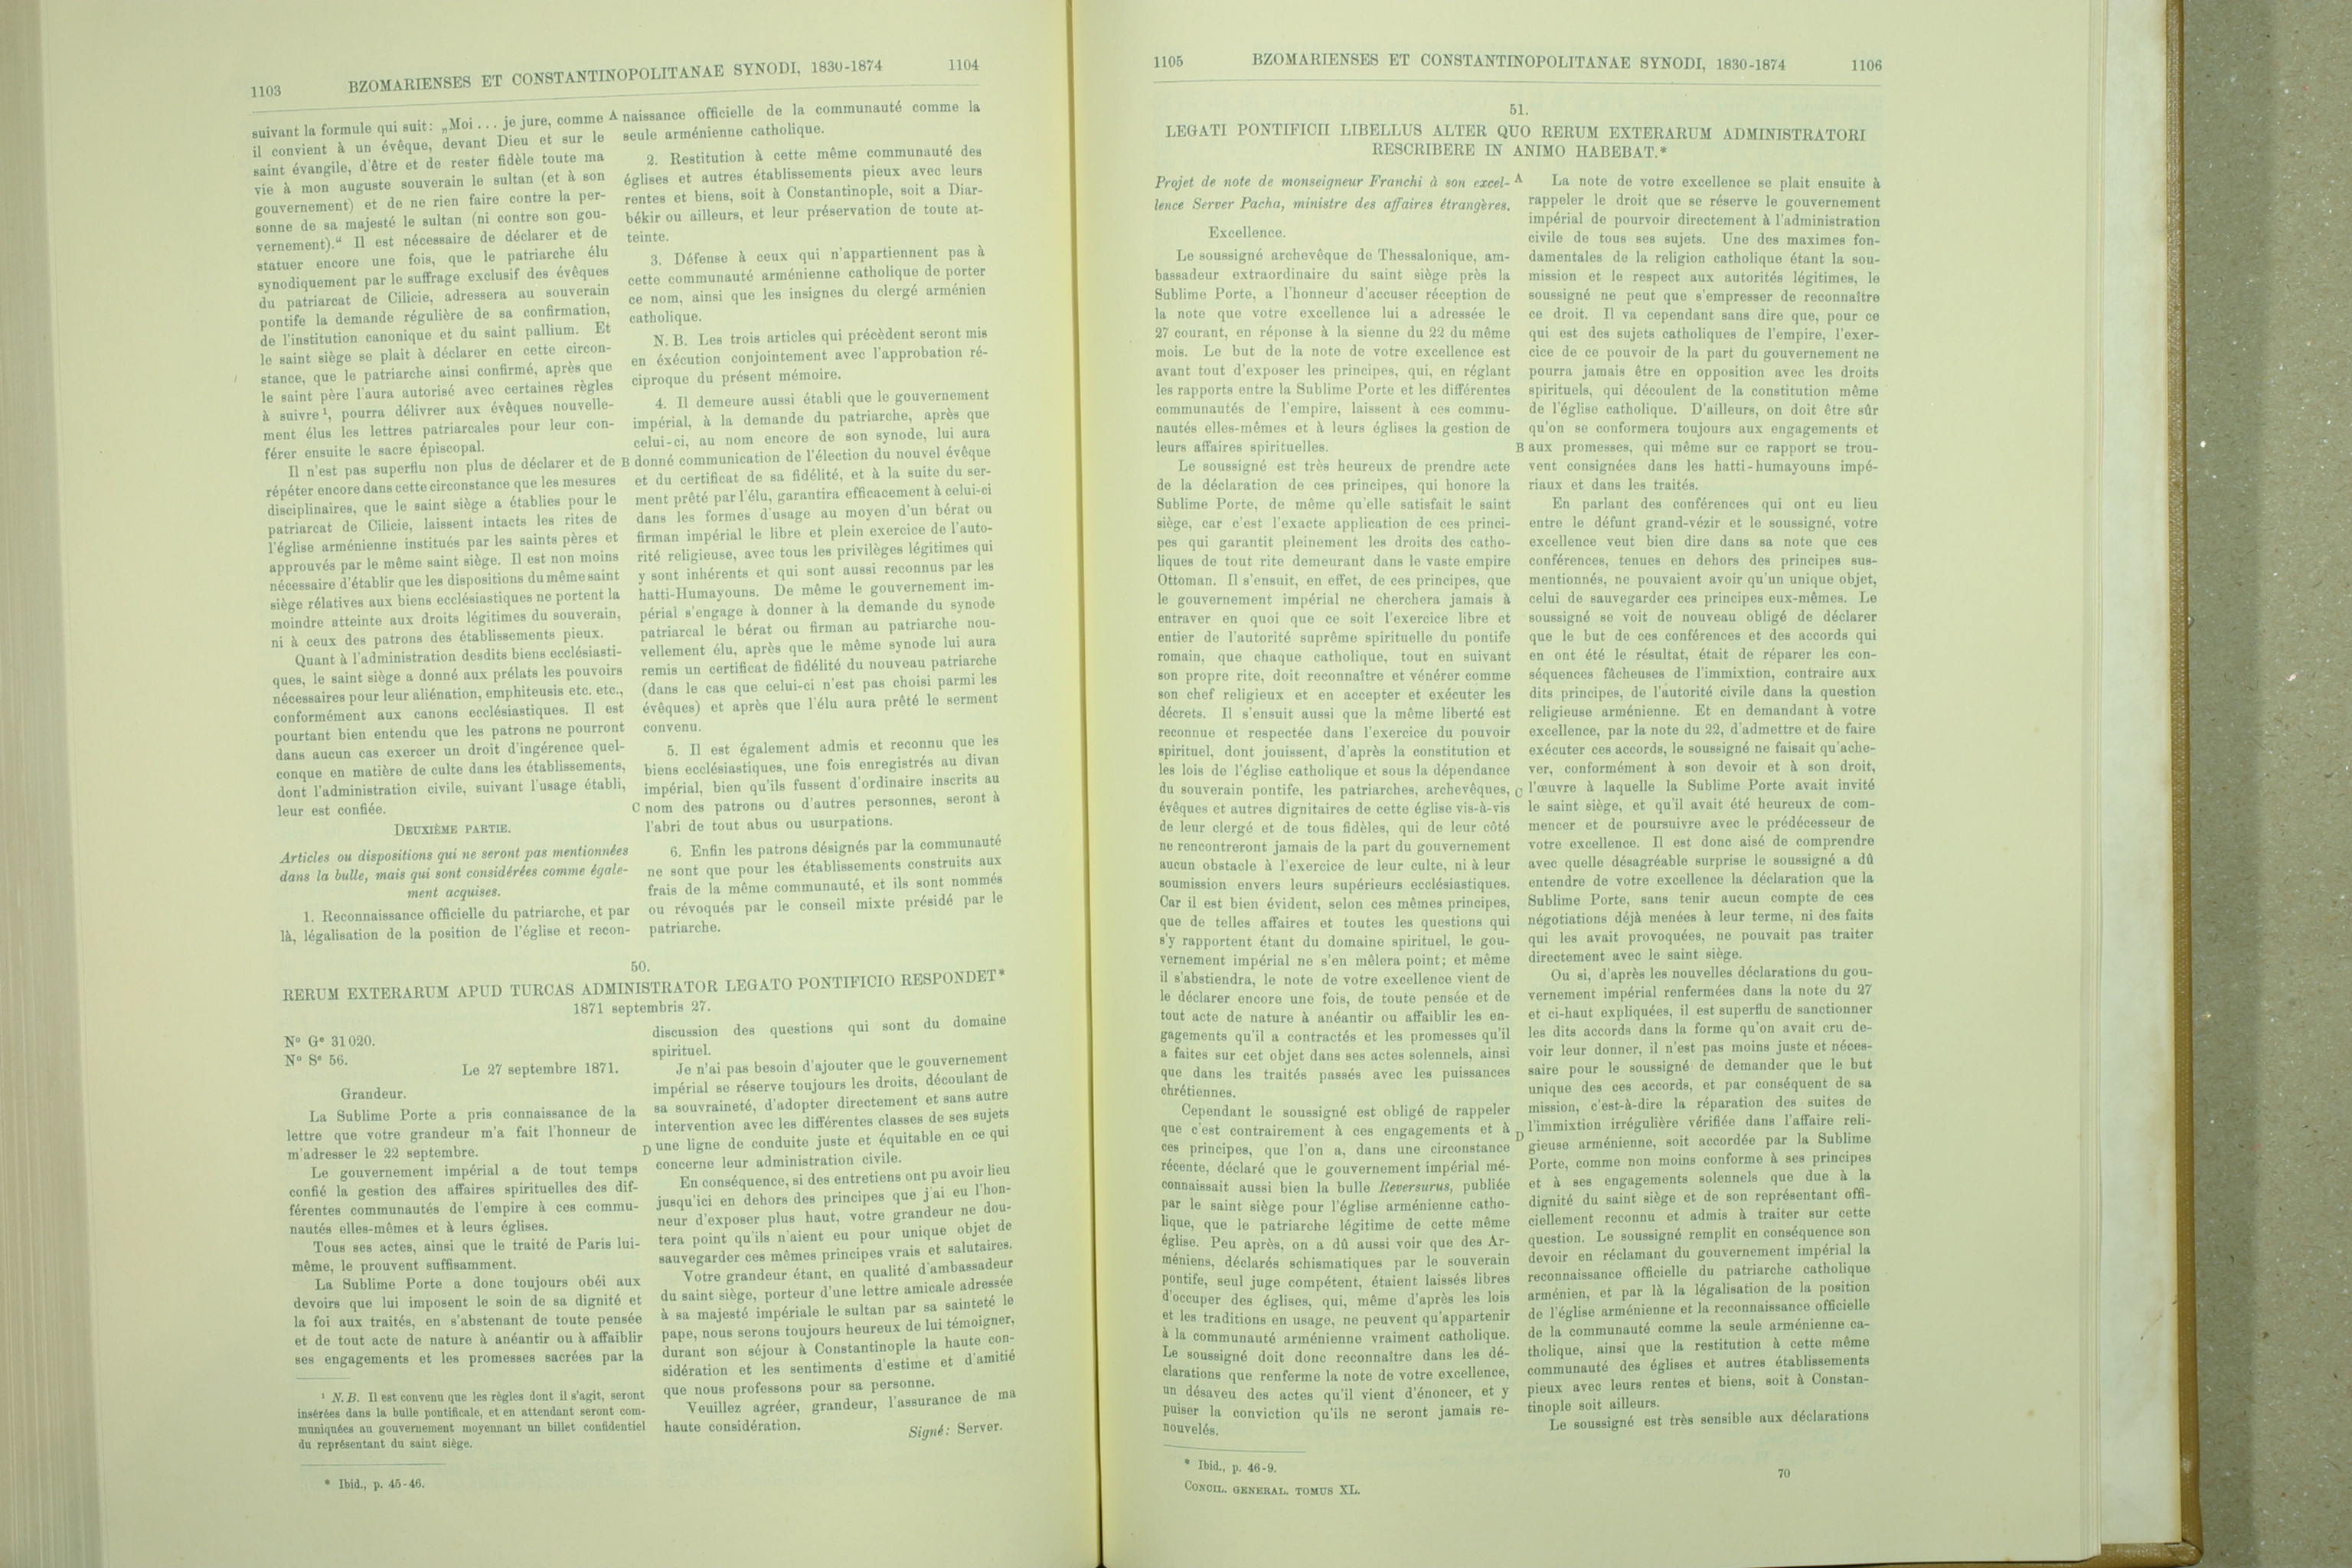 1103
BZOMARIENSES ET CONSTANTINOPOLITANAE SYNODI, 1830-1874
1104
suivant la formule qui suit: „Moi . . . je jure, comme
il convient à un évêque, devant Dieu et sur le
saint évangile, d'être et de rester fidèle toute ma
vie à mon auguste souverain le sultan (et à son
gouvernement) et de ne rien faire contre la per-
sonne de sa majesté le sultan (ni contre son gou-
vernement).“ Il est nécessaire de déclarer et de
statuer encore une fois, que le patriarche élu
synodiquement par le suffrage exclusif des évêques
du patriarcat de Cilicie, adressera au souverain
pontife la demande régulière de sa confirmation,
de l'institution canonique et du saint pallium. Et
le saint siège se plait à déclarer en cette circon-
stance, que le patriarche ainsi confirmé, après que
le saint père l'aura autorisé avec certaines règles
à suivre¹, pourra délivrer aux évêques nouvelle-
ment élus les lettres patriarcales pour leur con-
férer ensuite le sacre épiscopal.
Il n'est pas superflu non plus de déclarer et de
répéter encore dans cette circonstance que les mesures
disciplinaires, que le saint siège a établies pour le
patriarcat de Cilicie, laissent intacts les rites de
l'église arménienne institués par les saints pères et
approuvés par le même saint siège. Il est non moins
nécessaire d'établir que les dispositions du même saint
siège rélatives aux biens ecclésiastiques ne portent la
moindre atteinte aux droits légitimes du souverain,
ni à ceux des patrons des établissements pieux.
Quant à l'administration desdits biens ecclésiasti-
ques, le saint siège a donné aux prélats les pouvoirs
nécessaires pour leur aliénation, emphiteusis etc. etc.,
conformément aux canons ecclésiastiques. Il est
pourtant bien entendu que les patrons ne pourront
dans aucun cas exercer un droit d'ingérence quel-
conque en matière de culte dans les établissements,
dont l'administration civile, suivant l'usage établi,
leur est confiée.
DEUXIÈME PARTIE.
Articles ou dispositions qui ne seront pas mentionnées
dans la bulle, mais qui sont considérées comme égale-
ment acquises.
1. Reconnaissance officielle du patriarche, et par
là, légalisation de la position de l'église et recon-
A
B
C
D
naissance officielle de la communauté comme la
seule arménienne catholique.
2. Restitution à cette même communauté des
églises et autres établissements pieux avec leurs
rentes et biens, soit à Constantinople, soit a Diar-
békir ou ailleurs, et leur préservation de toute at-
teinte.
3. Défense à ceux qui n'appartiennent pas à
cette communauté arménienne catholique de porter
ce nom, ainsi que les insignes du clergé arménien
catholique.
N. B. Les trois articles qui précèdent seront mis
en éxécution conjointement avec l'approbation ré-
ciproque du présent mémoire.
4. Il demeure aussi établi que le gouvernement
impérial, à la demande du patriarche, après que
celui-ci, au nom encore de son synode, lui aura
donné communication de l'élection du nouvel évêque
et du certificat de sa fidélité, et à la suite du ser-
ment prêté par l'élu, garantira efficacement à celui-ci
dans les formes d'usage au moyen d'un bérat ou
firman impérial le libre et plein exercice de l'auto-
rité religieuse, avec tous les privilèges légitimes qui
y sont inhérents et qui sont aussi reconnus par les
hatti-Humayouns. De même le gouvernement im-
périal s'engage à donner à la demande du synode
patriarcal le bérat ou firman au patriarche nou-
vellement élu, après que le même synode lui aura
remis un certificat de fidélité du nouveau patriarche
(dans le cas que celui-ci n'est pas choisi parmi les
évêques) et après que l'élu aura prêté le serment
convenu.
5. Il est également admis et reconnu que les
biens ecclésiastiques, une fois enregistrés au divan
impérial, bien qu'ils fussent d'ordinaire inscrits au
nom des patrons ou d'autres personnes, seront à
l'abri de tout abus ou usurpations.
6. Enfin les patrons désignés par la communauté
ne sont que pour les établissements construits aux
frais de la même communauté, et ils sont nommés
ou révoqués par le conseil mixte présidé par le
patriarche.
50.
RERUM EXTERARUM APUD TURCAS ADMINISTRATOR LEGATO PONTIFICIO RESPONDET*
1871 septembris 27.
Nº Gᵉ 31 020.
Nº Sᵉ 56.
Le 27 septembre 1871.
Grandeur.
La Sublime Porte a pris connaissance de la
lettre que votre grandeur m'a fait l'honneur de
m'adresser le 22 septembre.
Le gouvernement impérial a de tout temps
confié la gestion des affaires spirituelles des dif-
férentes communautés de l'empire à ces commu-
nautés elles-mêmes et à leurs églises.
Tous ses actes, ainsi que le traité de Paris lui-
même, le prouvent suffisamment.
La Sublime Porte a donc toujours obéi aux
devoirs que lui imposent le soin de sa dignité et
la foi aux traités, en s'abstenant de toute pensée
et de tout acte de nature à anéantir ou à affaiblir
ses engagements et les promesses sacrées par la
¹ N. B. Il est convenu que les règles dont il s'agit, seront
insérées dans la bulle pontificale, et en attendant seront com-
muniquées au gouvernement moyennant un billet confidentiel
du représentant du saint siège.
* Ibid., p. 45-46.
discussion des questions qui sont du domaine
spirituel.
Je n'ai pas besoin d'ajouter que le gouvernement
impérial se réserve toujours les droits, découlant de
sa souvraineté, d'adopter directement et sans autre
intervention avec les différentes classes de ses sujets
une ligne de conduite juste et équitable en ce qui
concerne leur administration civile.
En conséquence, si des entretiens ont pu avoir lieu
jusqu'ici en dehors des principes que j'ai eu l'hon-
neur d'exposer plus haut, votre grandeur ne dou-
tera point qu'ils n'aient eu pour unique objet de
sauvegarder ces mêmes principes vrais et salutaires.
Votre grandeur étant, en qualité d'ambassadeur
du saint siège, porteur d'une lettre amicale adressée
à sa majesté impériale le sultan par sa sainteté le
pape, nous serons toujours heureux de lui témoigner,
durant son séjour à Constantinople la haute con-
sidération et les sentiments d'estime et d'amitié
que nous professons pour sa personne.
Veuillez agréer, grandeur, l'assurance de ma
haute considération.
Signé: Server.
1105
BZOMARIENSES ET CONSTANTINOPOLITANAE SYNODI, 1830-1874
1106
51.
LEGATI PONTIFICII LIBELLUS ALTER QUO RERUM EXTERARUM ADMINISTRATORI
RESCRIBERE IN ANIMO HABEBAT.*
Projet de note de monseigneur Franchi à son excel-
lence Server Pacha, ministre des affaires étrangères.
Excellence.
Le soussigné archevêque de Thessalonique, am-
bassadeur extraordinaire du saint siège près la
Sublime Porte, a l'honneur d'accuser réception de
la note que votre excellence lui a adressée le
27 courant, en réponse à la sienne du 22 du même
mois. Le but de la note de votre excellence est
avant tout d'exposer les principes, qui, en réglant
les rapports entre la Sublime Porte et les différentes
communautés de l'empire, laissent à ces commu-
nautés elles-mêmes et à leurs églises la gestion de
leurs affaires spirituelles.
Le soussigné est très heureux de prendre acte
de la déclaration de ces principes, qui honore la
Sublime Porte, de même qu'elle satisfait le saint
siège, car c'est l'exacte application de ces princi-
pes qui garantit pleinement les droits des catho-
liques de tout rite demeurant dans le vaste empire
Ottoman. Il s'ensuit, en effet, de ces principes, que
le gouvernement impérial ne cherchera jamais à
entraver en quoi que ce soit l'exercice libre et
entier de l'autorité suprême spirituelle du pontife
romain, que chaque catholique, tout en suivant
son propre rite, doit reconnaître et vénérer comme
son chef religieux et en accepter et exécuter les
décrets. Il s'ensuit aussi que la même liberté est
reconnue et respectée dans l'exercice du pouvoir
spirituel, dont jouissent, d'après la constitution et
les lois de l'église catholique et sous la dépendance
du souverain pontife, les patriarches, archevêques,
évêques et autres dignitaires de cette église vis-à-vis
de leur clergé et de tous fidèles, qui de leur côté
ne rencontreront jamais de la part du gouvernement
aucun obstacle à l'exercice de leur culte, ni à leur
soumission envers leurs supérieurs ecclésiastiques.
Car il est bien évident, selon ces mêmes principes,
que de telles affaires et toutes les questions qui
s'y rapportent étant du domaine spirituel, le gou-
vernement impérial ne s'en mêlera point; et même
il s'abstiendra, le note de votre excellence vient de
le déclarer encore une fois, de toute pensée et de
tout acte de nature à anéantir ou affaiblir les en-
gagements qu'il a contractés et les promesses qu'il
a faites sur cet objet dans ses actes solennels, ainsi
que dans les traités passés avec les puissances
chrétiennes.
Cependant le soussigné est obligé de rappeler
que c'est contrairement à ces engagements et à
ces principes, que l'on a, dans une circonstance
récente, déclaré que le gouvernement impérial mé-
connaissait aussi bien la bulle Reversurus, publiée
par le saint siège pour l'église arménienne catho-
lique, que le patriarche légitime de cette même
église. Peu après, on a dû aussi voir que des Ar-
méniens, déclarés schismatiques par le souverain
pontife, seul juge compétent, étaient laissés libres
d'occuper des églises, qui, même d'après les lois
et les traditions en usage, ne peuvent qu'appartenir
à la communauté arménienne vraiment catholique.
Le soussigné doit donc reconnaître dans les dé-
clarations que renferme la note de votre excellence,
un désaveu des actes qu'il vient d'énoncer, et y
puiser la conviction qu'ils ne seront jamais re-
nouvelés.
* Ibid., p. 46-9.
CONCIL. GENERAL. TOMUS XL.
A
B
C
D
La note de votre excellence se plait ensuite à
rappeler le droit que se réserve le gouvernement
impérial de pourvoir directement à l'administration
civile de tous ses sujets. Une des maximes fon-
damentales de la religion catholique étant la sou-
mission et le respect aux autorités légitimes, le
soussigné ne peut que s'empresser de reconnaître
ce droit. Il va cependant sans dire que, pour ce
qui est des sujets catholiques de l'empire, l'exer-
cice de ce pouvoir de la part du gouvernement ne
pourra jamais être en opposition avec les droits
spirituels, qui découlent de la constitution même
de l'église catholique. D'ailleurs, on doit être sûr
qu'on se conformera toujours aux engagements et
aux promesses, qui même sur ce rapport se trou-
vent consignées dans les hatti-humayouns impé-
riaux et dans les traités.
En parlant des conférences qui ont eu lieu
entre le défunt grand-vézir et le soussigné, votre
excellence veut bien dire dans sa note que ces
conférences, tenues en dehors des principes sus-
mentionnés, ne pouvaient avoir qu'un unique objet,
celui de sauvegarder ces principes eux-mêmes. Le
soussigné se voit de nouveau obligé de déclarer
que le but de ces conférences et des accords qui
en ont été le résultat, était de réparer les con-
séquences fâcheuses de l'immixtion, contraire aux
dits principes, de l'autorité civile dans la question
religieuse arménienne. Et en demandant à votre
excellence, par la note du 22, d'admettre et de faire
exécuter ces accords, le soussigné ne faisait qu'ache-
ver, conformément à son devoir et à son droit,
l'œuvre à laquelle la Sublime Porte avait invité
le saint siège, et qu'il avait été heureux de com-
mencer et de poursuivre avec le prédécesseur de
votre excellence. Il est donc aisé de comprendre
avec quelle désagréable surprise le soussigné a dû
entendre de votre excellence la déclaration que la
Sublime Porte, sans tenir aucun compte de ces
négotiations déjà menées à leur terme, ni des faits
qui les avait provoquées, ne pouvait pas traiter
directement avec le saint siège.
Ou si, d'après les nouvelles déclarations du gou-
vernement impérial renfermées dans la note du 27
et ci-haut expliquées, il est superflu de sanctionner
les dits accords dans la forme qu'on avait cru de-
voir leur donner, il n'est pas moins juste et néces-
saire pour le soussigné de demander que le but
unique des ces accords, et par conséquent de sa
mission, c'est-à-dire la réparation des suites de
l'immixtion irrégulière vérifiée dans l'affaire reli-
gieuse arménienne, soit accordée par la Sublime
Porte, comme non moins conforme à ses principes
et à ses engagements solennels que due à la
dignité du saint siège et de son représentant offi-
ciellement reconnu et admis à traiter sur cette
question. Le soussigné remplit en conséquence son
devoir en réclamant du gouvernement impérial la
reconnaissance officielle du patriarche catholique
arménien, et par là la légalisation de la position
de l'église arménienne et la reconnaissance officielle
de la communauté comme la seule arménienne ca-
tholique, ainsi que la restitution à cette même
communauté des églises et autres établissements
pieux avec leurs rentes et biens, soit à Constan-
tinople soit ailleurs.
Le soussigné est très sensible aux déclarations
70